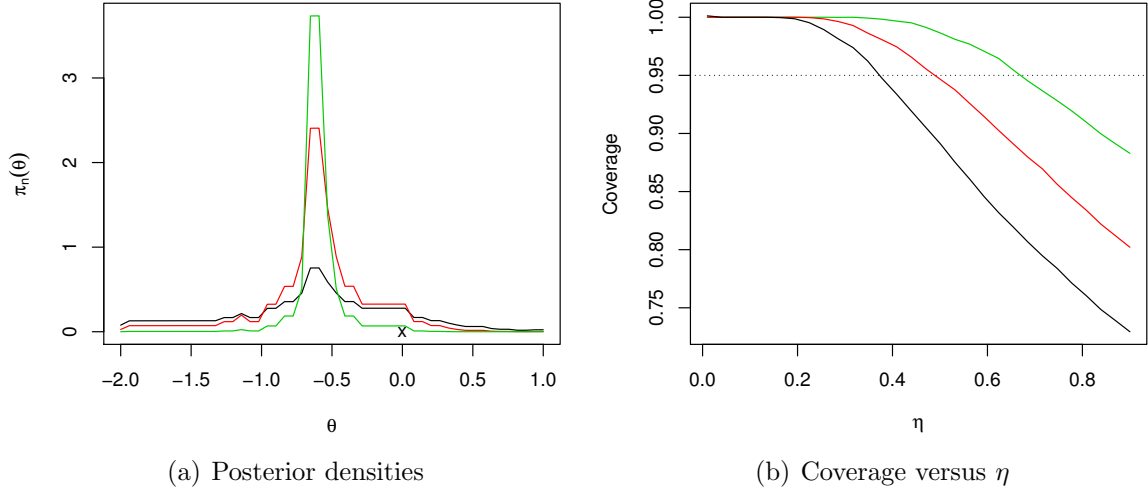 πn(θ)
3
2
1
0
x
−2.0 −1.5 −1.0 −0.5 0.0 0.5 1.0
θ
(a) Posterior densities
Coverage
1.00
0.95
0.90
0.85
0.80
0.75
0.0 0.2 0.4 0.6 0.8
η
(b) Coverage versus η